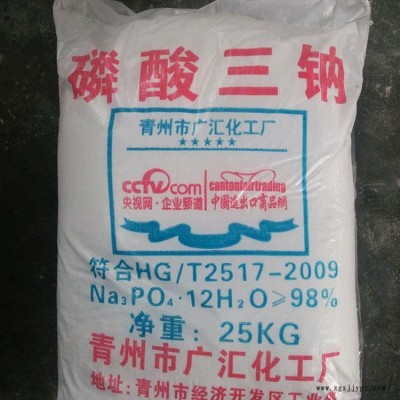 磷酸三钠
青州市广汇化工厂
★★★★★
cctv.com
cantonfairtrading
央视网·企业频道
中国进出口商品网
符合HG/T2517-2009
Na₃PO₄·12H₂O≥98%
净重:25KG
青州市广汇化工厂
地址:青州市经济开发区工业